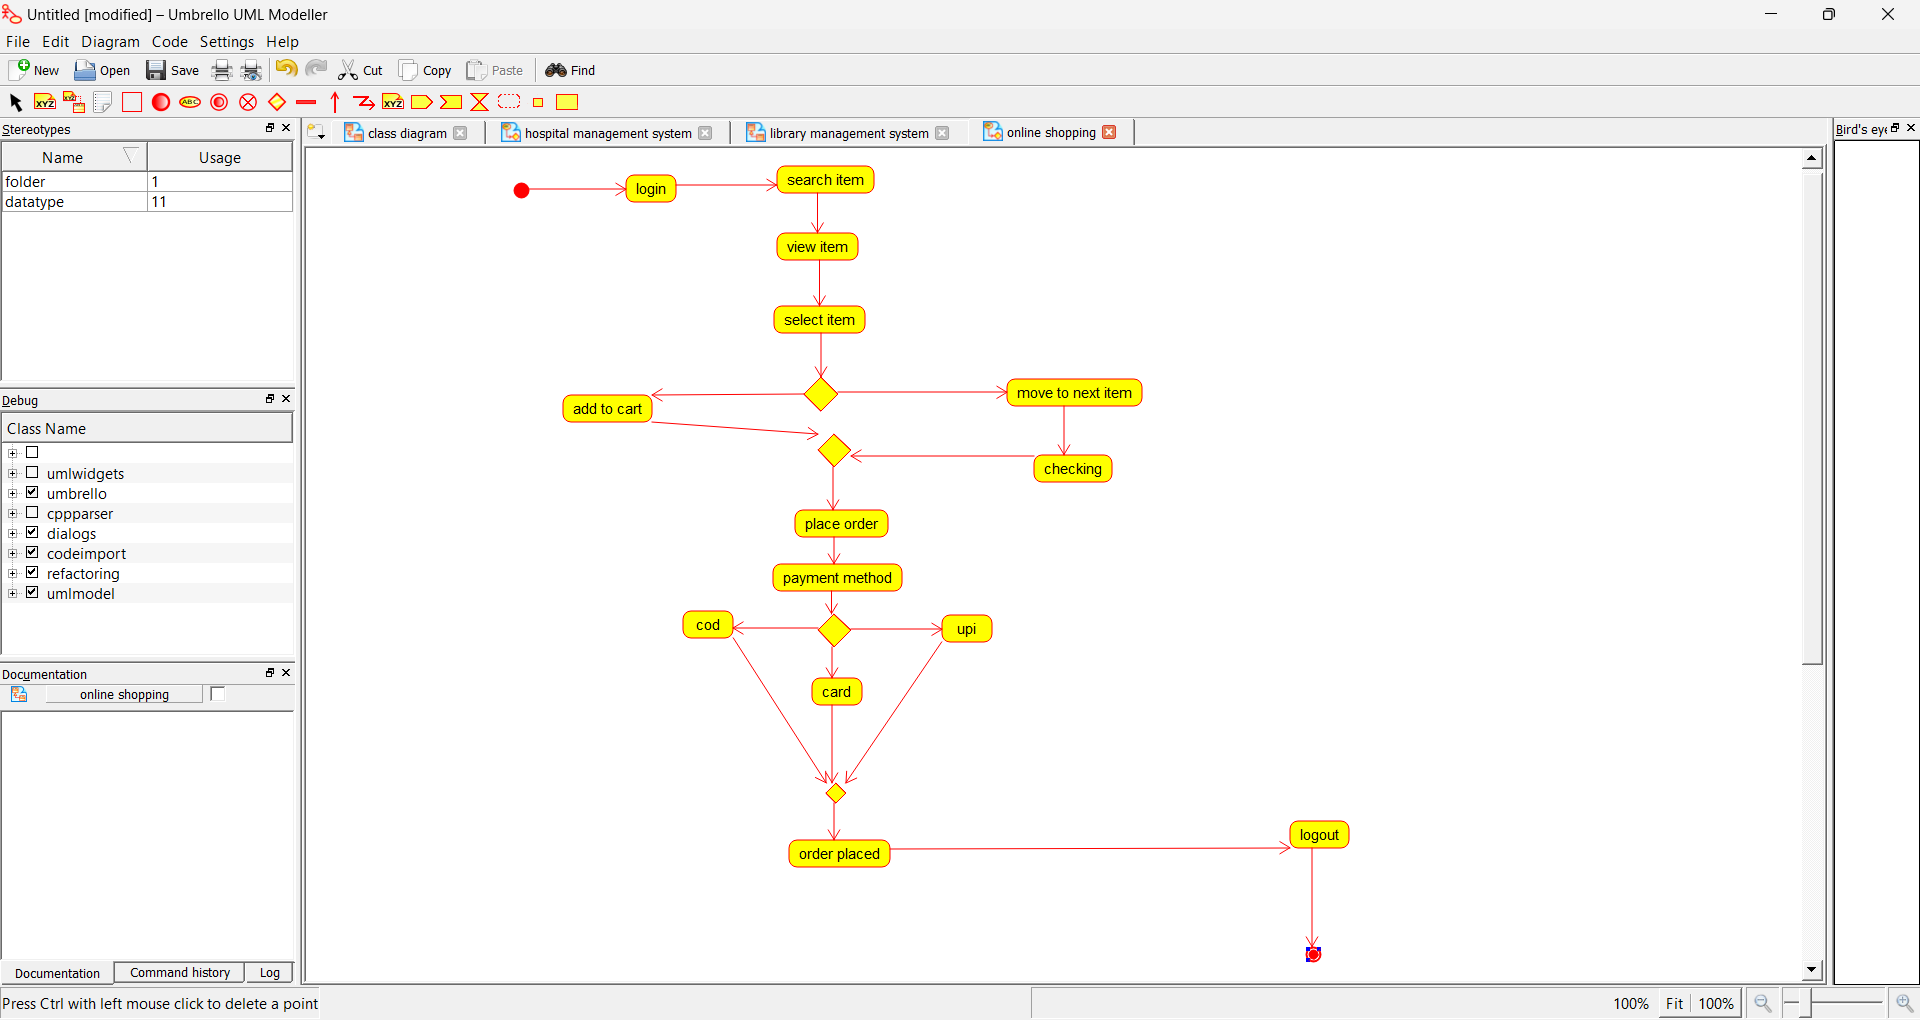 Untitled [modified] – Umbrello UML Modeller
File Edit Diagram Code Settings Help
New Open Save Cut Copy Paste Find
XYZ XYZ ABC XYZ
Stereotypes
Name Usage
folder 1
datatype 11
Debug
Class Name
umlwidgets
umbrello
cppparser
dialogs
codeimport
refactoring
umlmodel
Documentation
online shopping
Documentation Command history Log
Press Ctrl with left mouse click to delete a point
class diagram hospital management system library management system online shopping
login
search item
view item
select item
add to cart
move to next item
checking
place order
payment method
cod
upi
card
order placed
logout
Bird's eye
100% Fit 100%